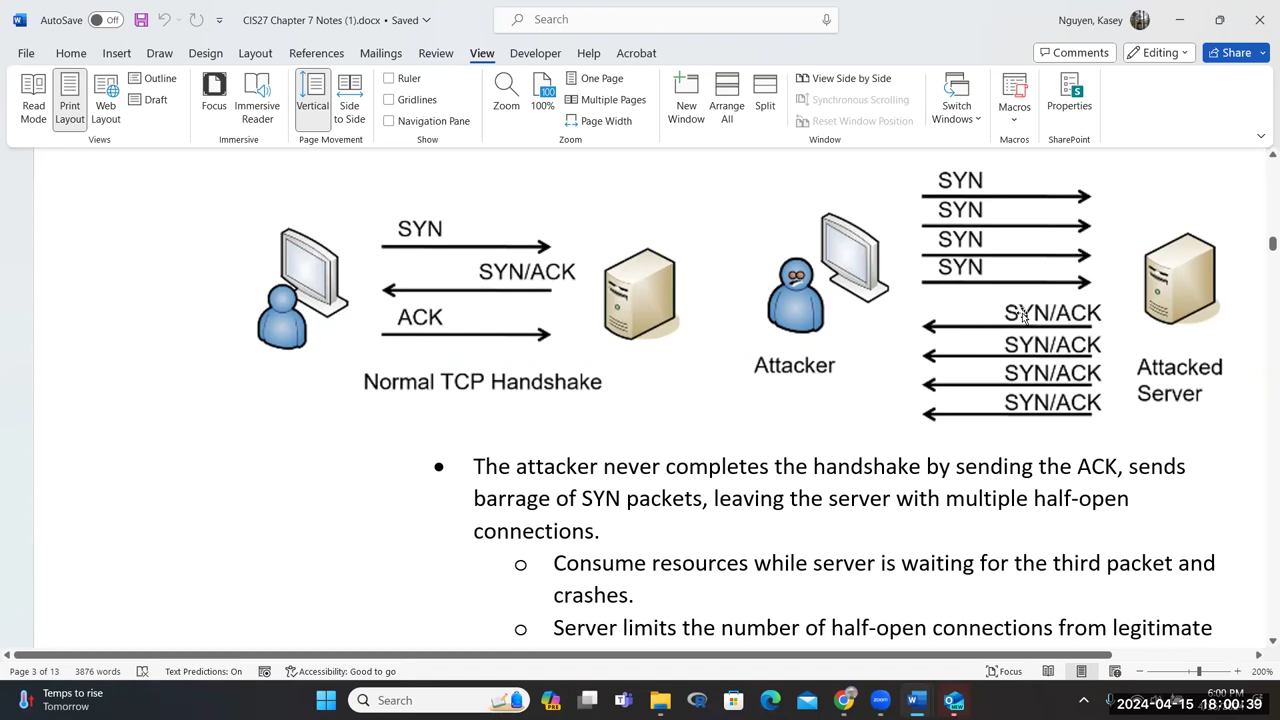 AutoSave Off CIS27 Chapter 7 Notes (1).docx • Saved Search Nguyen, Kasey
File Home Insert Draw Design Layout References Mailings Review View Developer Help Acrobat Comments Editing Share
Read Mode
Print Layout
Web Layout
Outline
Draft
Views
Focus
Immersive Reader
Immersive
Vertical
Side to Side
Page Movement
Ruler
Gridlines
Navigation Pane
Show
Zoom
100
100%
One Page
Multiple Pages
Page Width
Zoom
New Window
Arrange All
Split
View Side by Side
Synchronous Scrolling
Reset Window Position
Window
Switch Windows
Macros
Macros
Properties
SharePoint
SYN
SYN/ACK
ACK
Normal TCP Handshake
SYN
SYN
SYN
SYN
SYN/ACK
SYN/ACK
SYN/ACK
SYN/ACK
Attacker
Attacked
Server
• The attacker never completes the handshake by sending the ACK, sends
barrage of SYN packets, leaving the server with multiple half-open
connections.
o Consume resources while server is waiting for the third packet and
crashes.
o Server limits the number of half-open connections from legitimate
Page 3 of 13 3876 words Text Predictions: On Accessibility: Good to go Focus 200%
Temps to rise
Tomorrow
Search
PRE
NEW
6:00 PM
2024-04-15 18:00:39